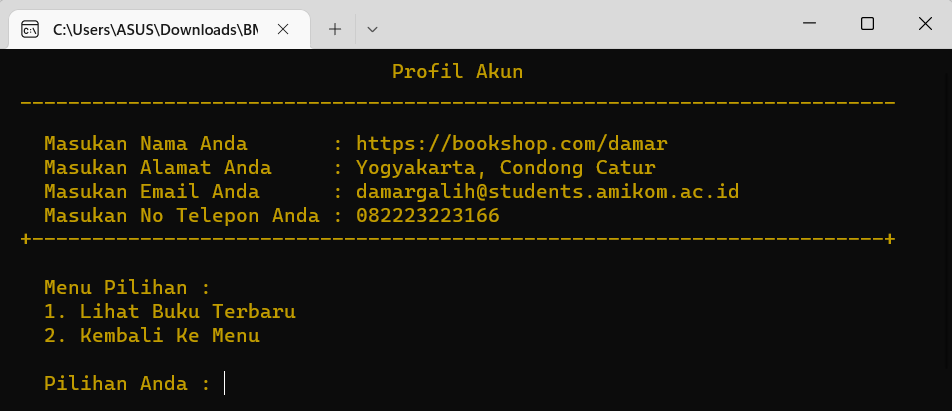 C:\Users\ASUS\Downloads\BM
Profil Akun
-------------------------------------------------------------------------
Masukan Nama Anda       : https://bookshop.com/damar
Masukan Alamat Anda     : Yogyakarta, Condong Catur
Masukan Email Anda      : damargalih@students.amikom.ac.id
Masukan No Telepon Anda : 082223223166
+-----------------------------------------------------------------------+
Menu Pilihan :
1. Lihat Buku Terbaru
2. Kembali Ke Menu
Pilihan Anda :